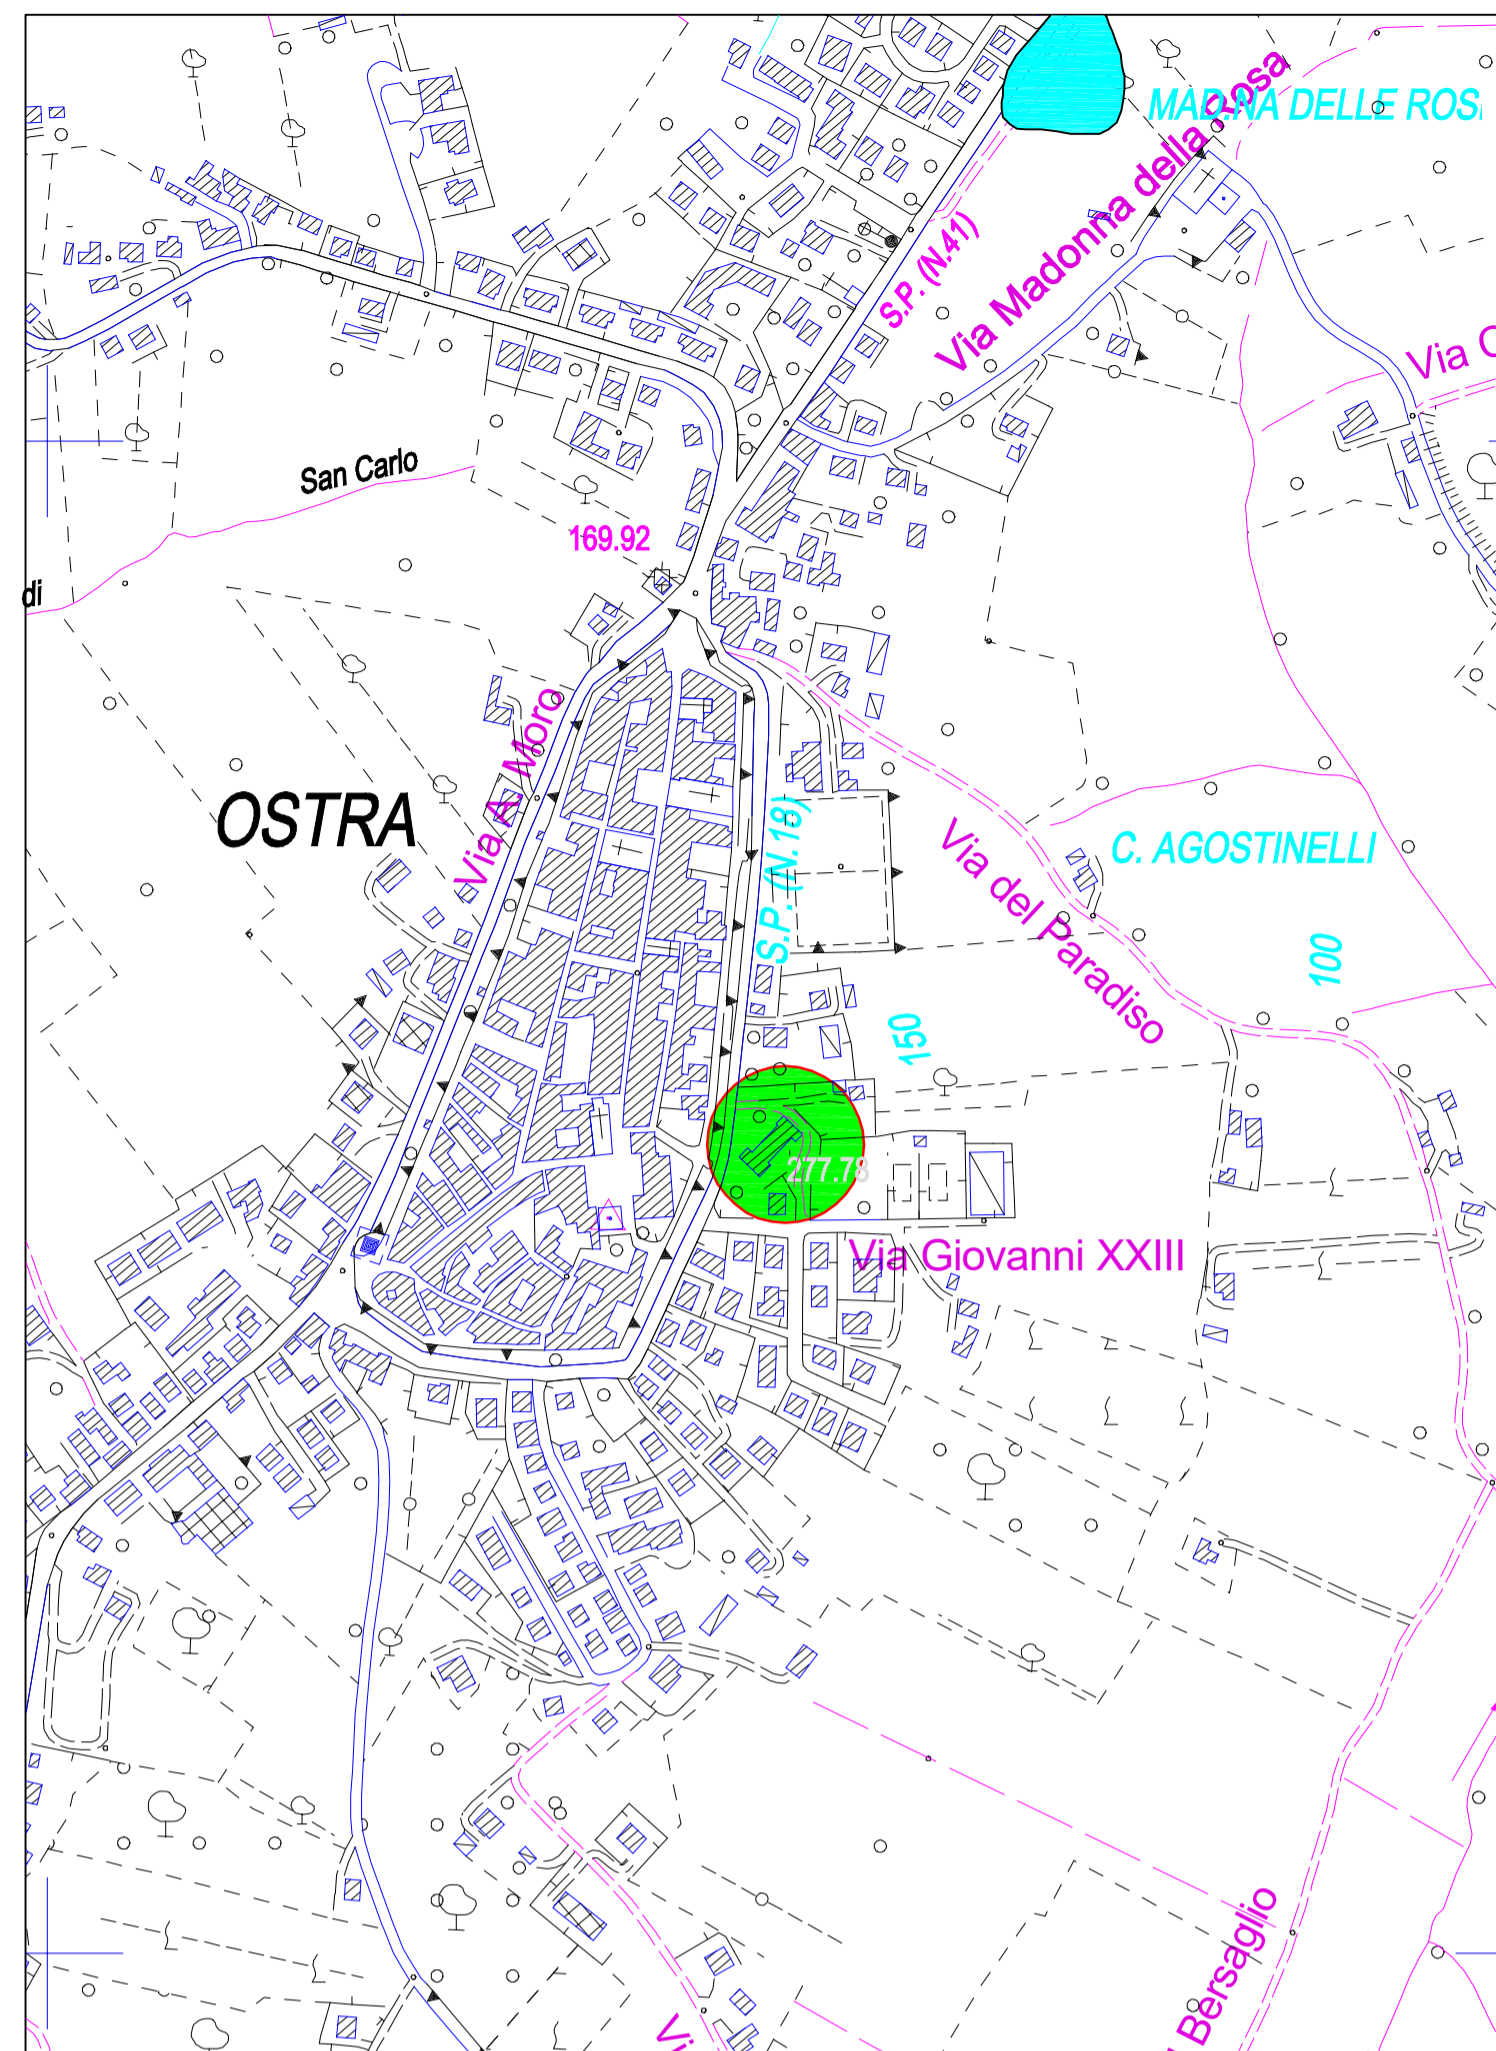 MAD.NA DELLE ROS
Via Madonna della Rosa
S.P. (N.41)
Via
San Carlo
169.92
di
Via A. Moro
OSTRA
S.P. (N.18)
C. AGOSTINELLI
Via del Paradiso
100
150
277.78
Via Giovanni XXIII
Bersaglio